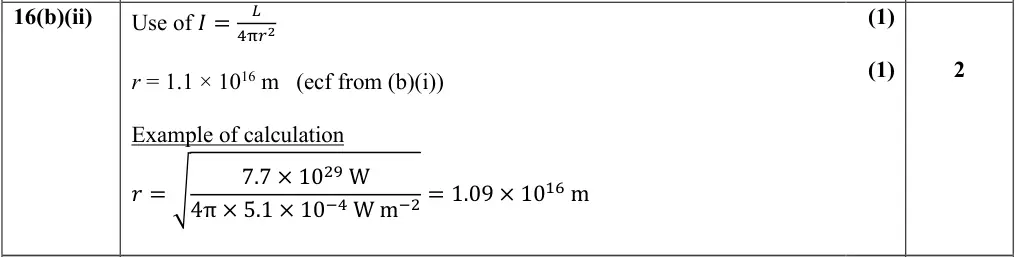 16(b)(ii) Use of 𝐼 = 𝐿/4π𝑟² (1)
r = 1.1 × 10¹⁶ m (ecf from (b)(i)) (1) 2
Example of calculation
𝑟 = √(7.7 × 10²⁹ W / 4π × 5.1 × 10⁻⁴ W m⁻²) = 1.09 × 10¹⁶ m